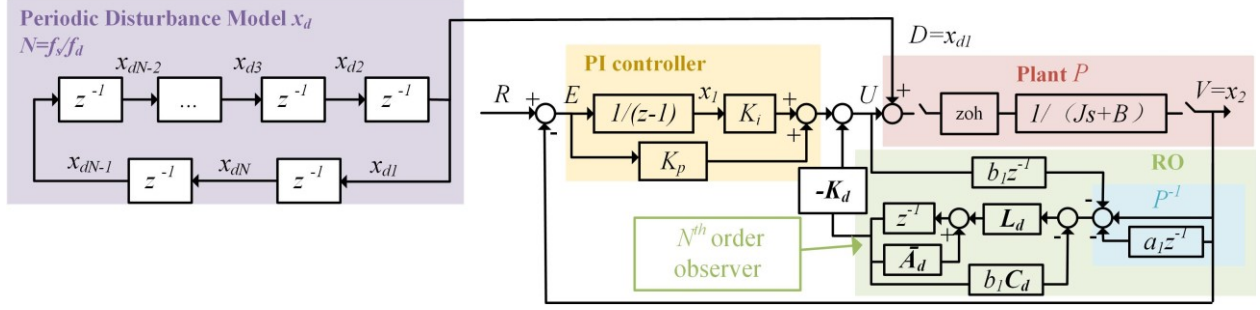 Periodic Disturbance Model x_d
N=f_s/f_d
x_dN-2
x_d3
x_d2
z⁻¹
...
z⁻¹
z⁻¹
x_dN-1
z⁻¹
x_dN
z⁻¹
x_d1
D=x_d1
PI controller
Plant P
R
+
-
E
1/(z-1)
x_1
K_i
+
+
K_p
U
+
zoh
1/（Js+B）
V=x_2
-K_d
RO
b_1z⁻¹
P⁻¹
-
-
a_1z⁻¹
z⁻¹
+
L_d
-
Ā_d
b_1C_d
N^th order
observer